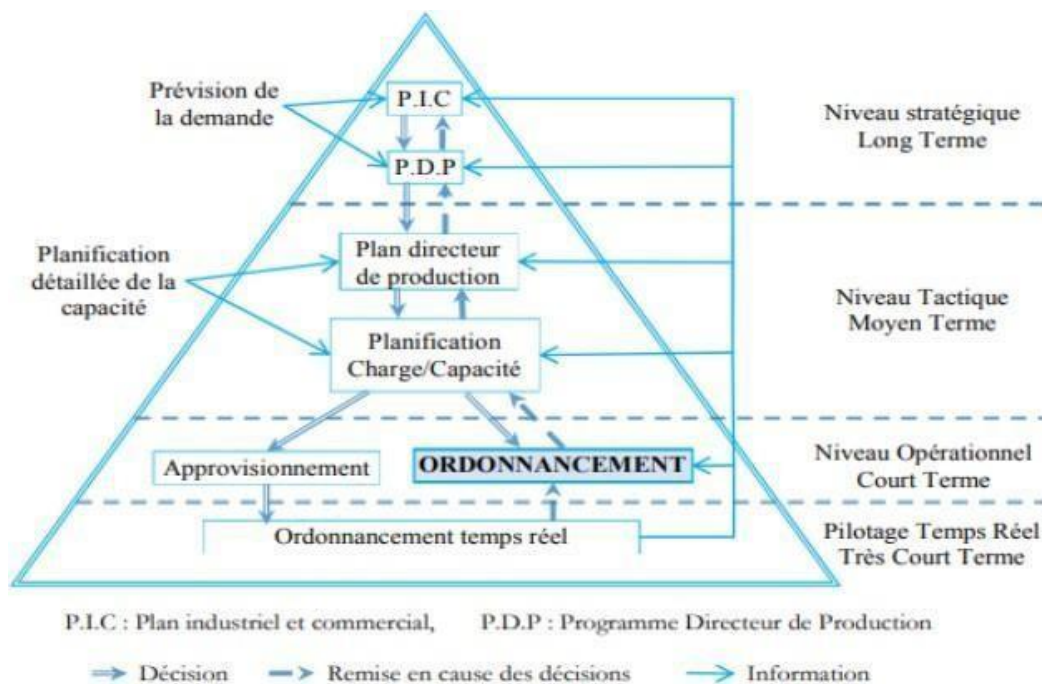 Prévision de
la demande
P.I.C
P.D.P
Niveau stratégique
Long Terme
Planification
détaillée de la
capacité
Plan directeur
de production
Planification
Charge/Capacité
Niveau Tactique
Moyen Terme
Approvisionnement
ORDONNANCEMENT
Niveau Opérationnel
Court Terme
Ordonnancement temps réel
Pilotage Temps Réel
Très Court Terme
P.I.C : Plan industriel et commercial, P.D.P : Programme Directeur de Production
Décision Remise en cause des décisions Information